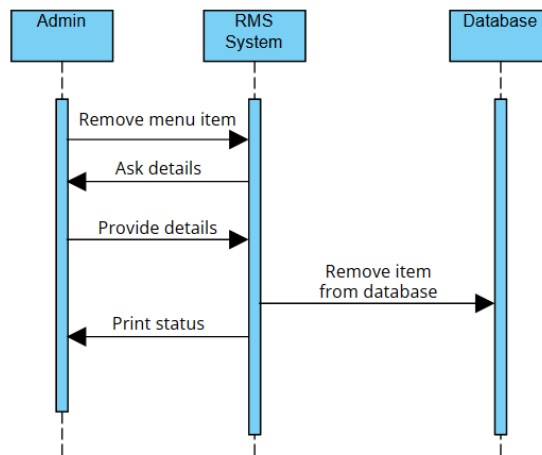 Admin
RMS
System
Database
Remove menu item
Ask details
Provide details
Remove item
from database
Print status